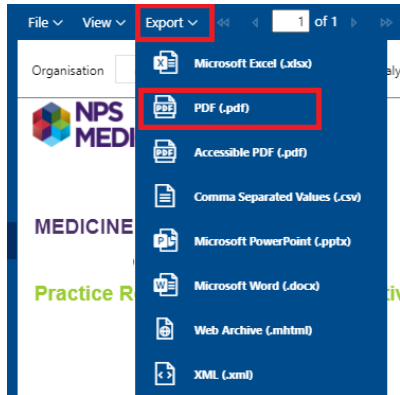 File View Export 1 of 1
Organisation
Microsoft Excel (.xlsx)
NPS
MEDI
PDF (.pdf)
Accessible PDF (.pdf)
Comma Separated Values (.csv)
MEDICINE
Microsoft PowerPoint (.pptx)
Practice R
Microsoft Word (.docx)
Web Archive (.mhtml)
XML (.xml)